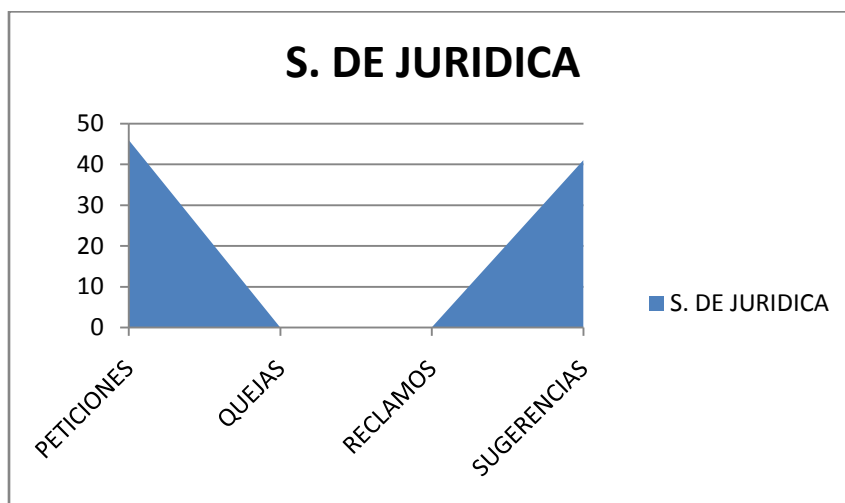 S. DE JURIDICA
50
40
30
20
10
0
PETICIONES
QUEJAS
RECLAMOS
SUGERENCIAS
S. DE JURIDICA